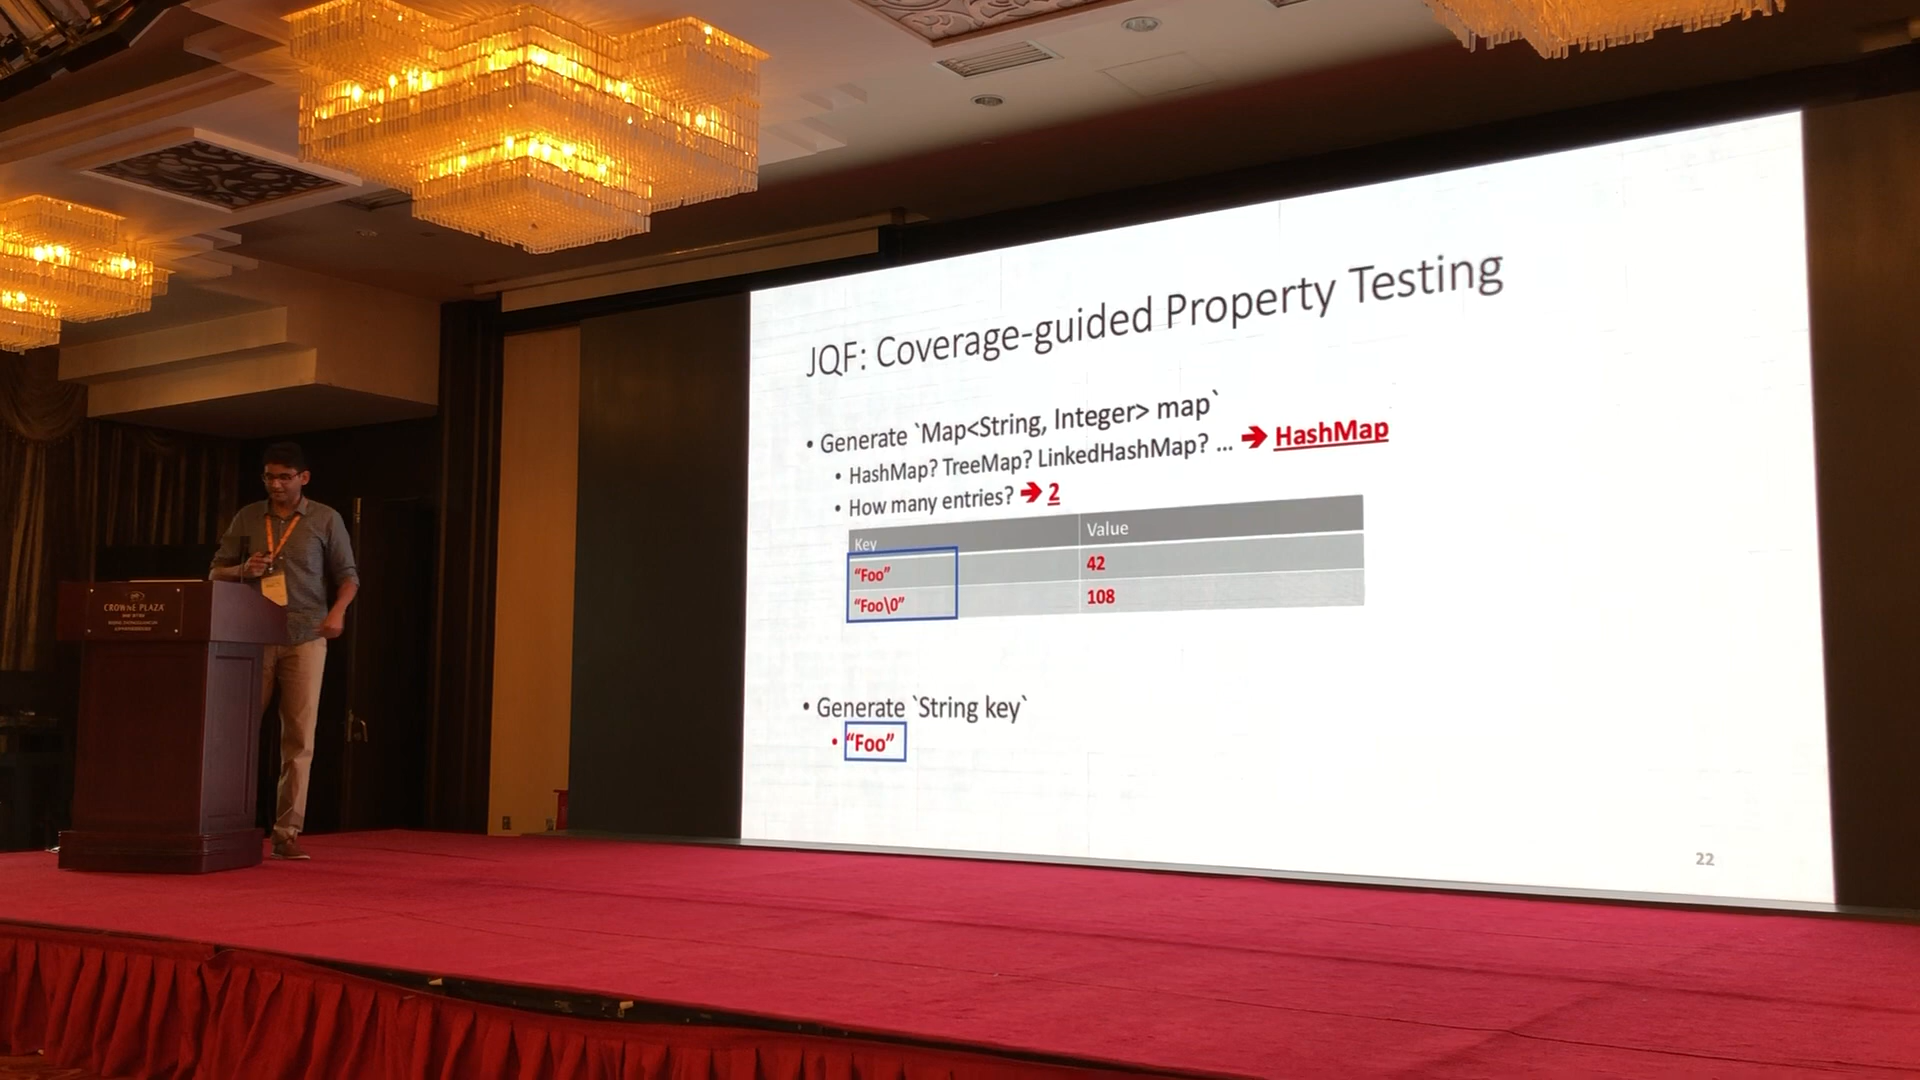 JQF: Coverage-guided Property Testing
• Generate `Map<String, Integer> map`
• HashMap? TreeMap? LinkedHashMap? ... ➔ HashMap
• How many entries? ➔ 2
Key Value
“Foo” 42
“Foo\0” 108
• Generate `String key`
• “Foo”
22
CROWNE PLAZA